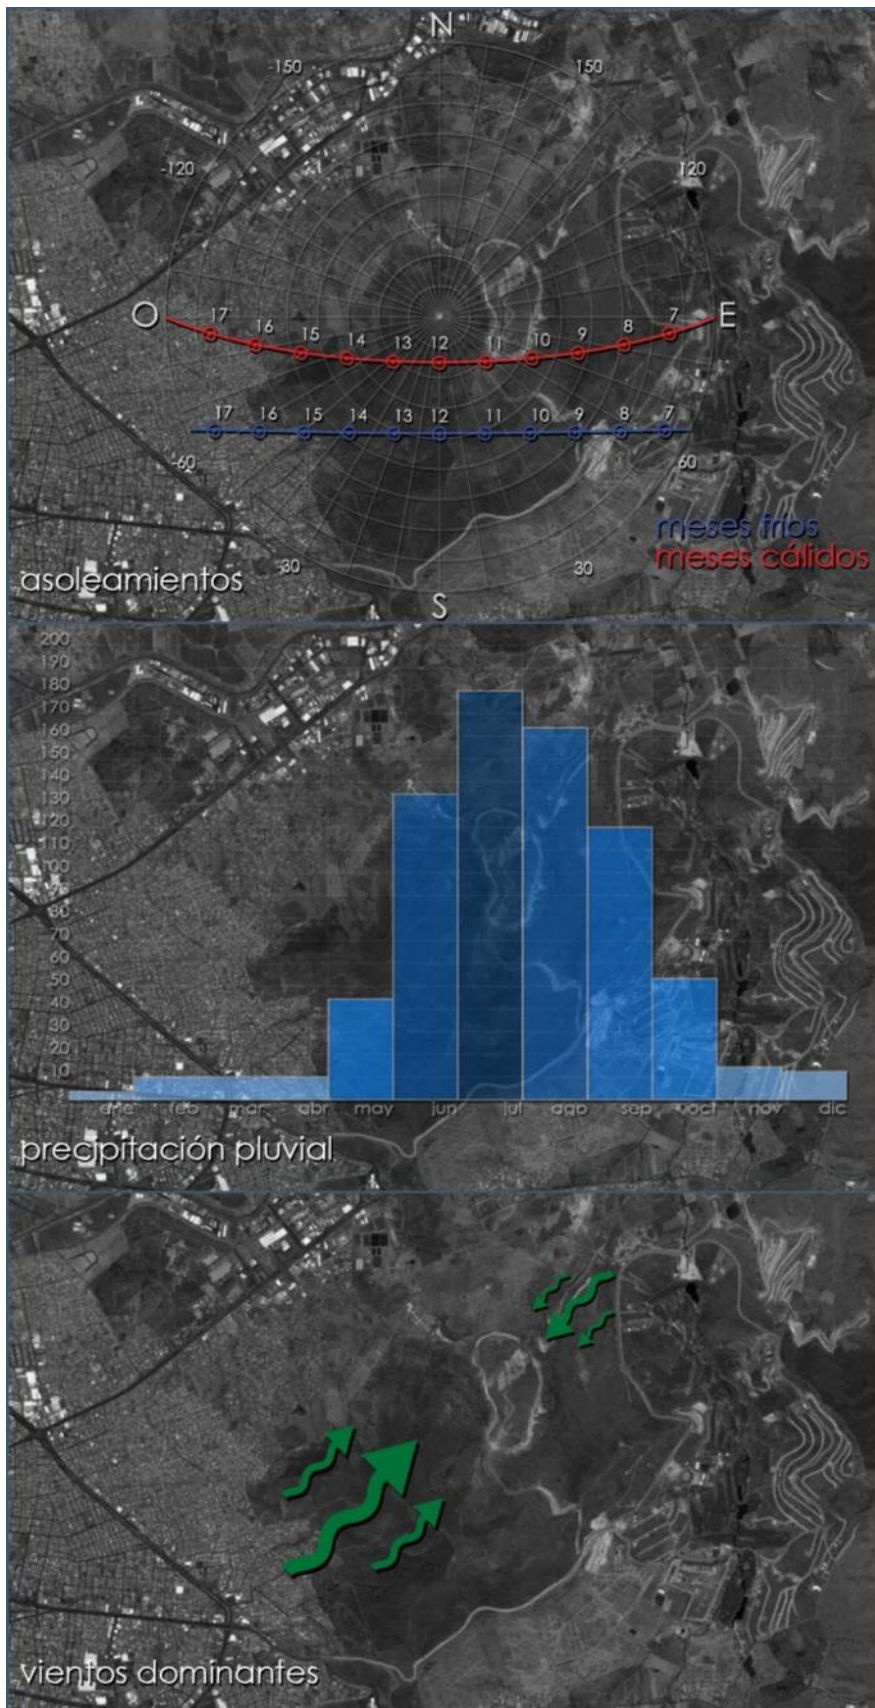 N
-150 150
-120 120
O 17 16 15 14 13 12 11 10 9 8 7 E
17 16 15 14 13 12 11 10 9 8 7
-60 60
meses fríos
meses cálidos
asoleamientos
-30 30
S
200
190
180
170
160
150
140
130
120
110
100
90
80
70
60
50
40
30
20
10
ene feb mar abr may jun jul ago sep oct nov dic
precipitación pluvial
vientos dominantes